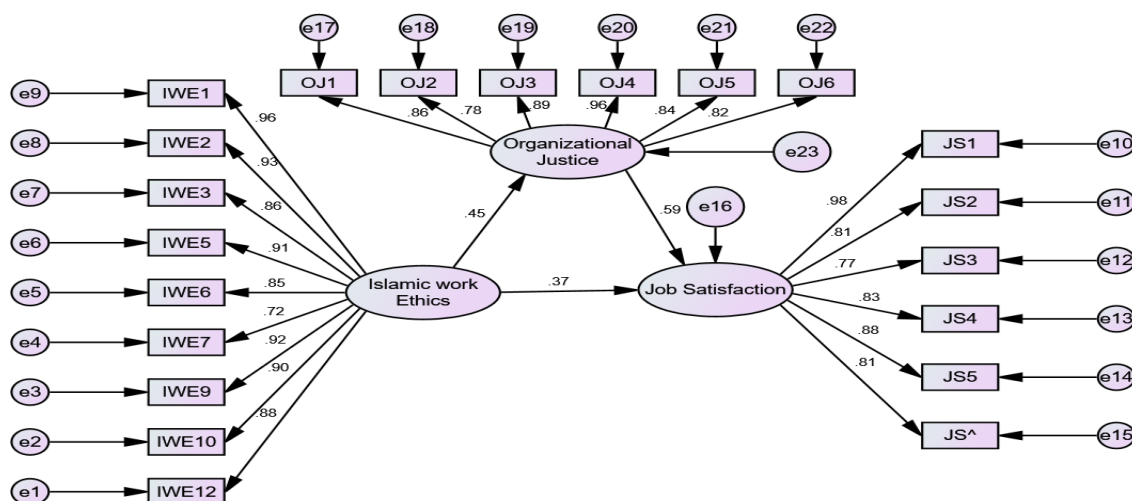 e17
e18
e19
e20
e21
e22
OJ1
OJ2
OJ3
OJ4
OJ5
OJ6
.86
.78
.89
.96
.84
.82
Organizational
Justice
e23
e9
IWE1
.96
e8
IWE2
.93
e7
IWE3
.86
e6
IWE5
.91
e5
IWE6
.85
e4
IWE7
.72
e3
IWE9
.92
e2
IWE10
.90
e1
IWE12
.88
Islamic work
Ethics
.45
.37
.59
e16
Job Satisfaction
.98
JS1
e10
.81
JS2
e11
.77
JS3
e12
.83
JS4
e13
.88
JS5
e14
.81
JS^
e15